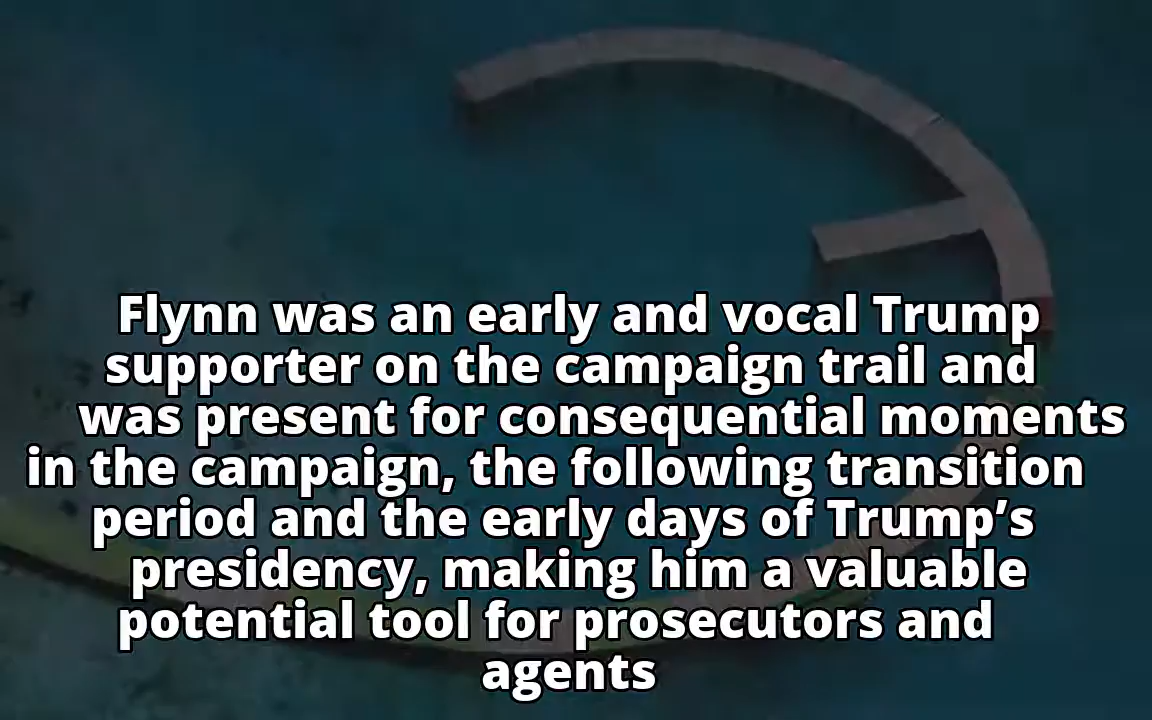 Flynn was an early and vocal Trump
supporter on the campaign trail and
was present for consequential moments
in the campaign, the following transition
period and the early days of Trump’s
presidency, making him a valuable
potential tool for prosecutors and
agents